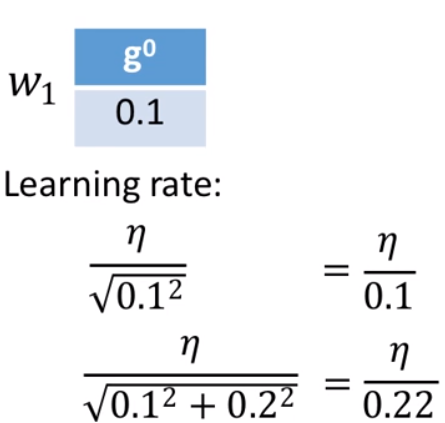 g⁰
w₁
0.1
Learning rate:
η/√(0.1²) = η/0.1
η/√(0.1² + 0.2²) = η/0.22